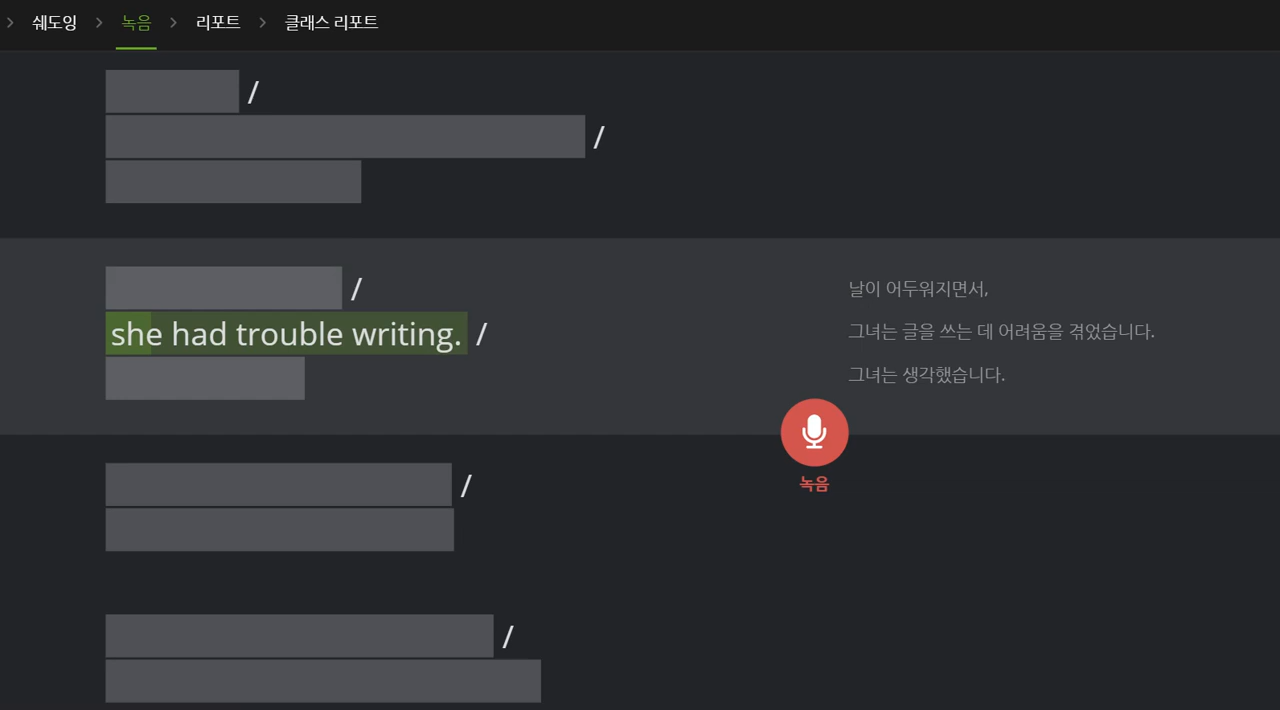 쉐도잉 녹음 리포트 클래스 리포트
/
/
/
날이 어두워지면서,
she had trouble writing. /
그녀는 글을 쓰는 데 어려움을 겪었습니다.
그녀는 생각했습니다.
녹음
/
/